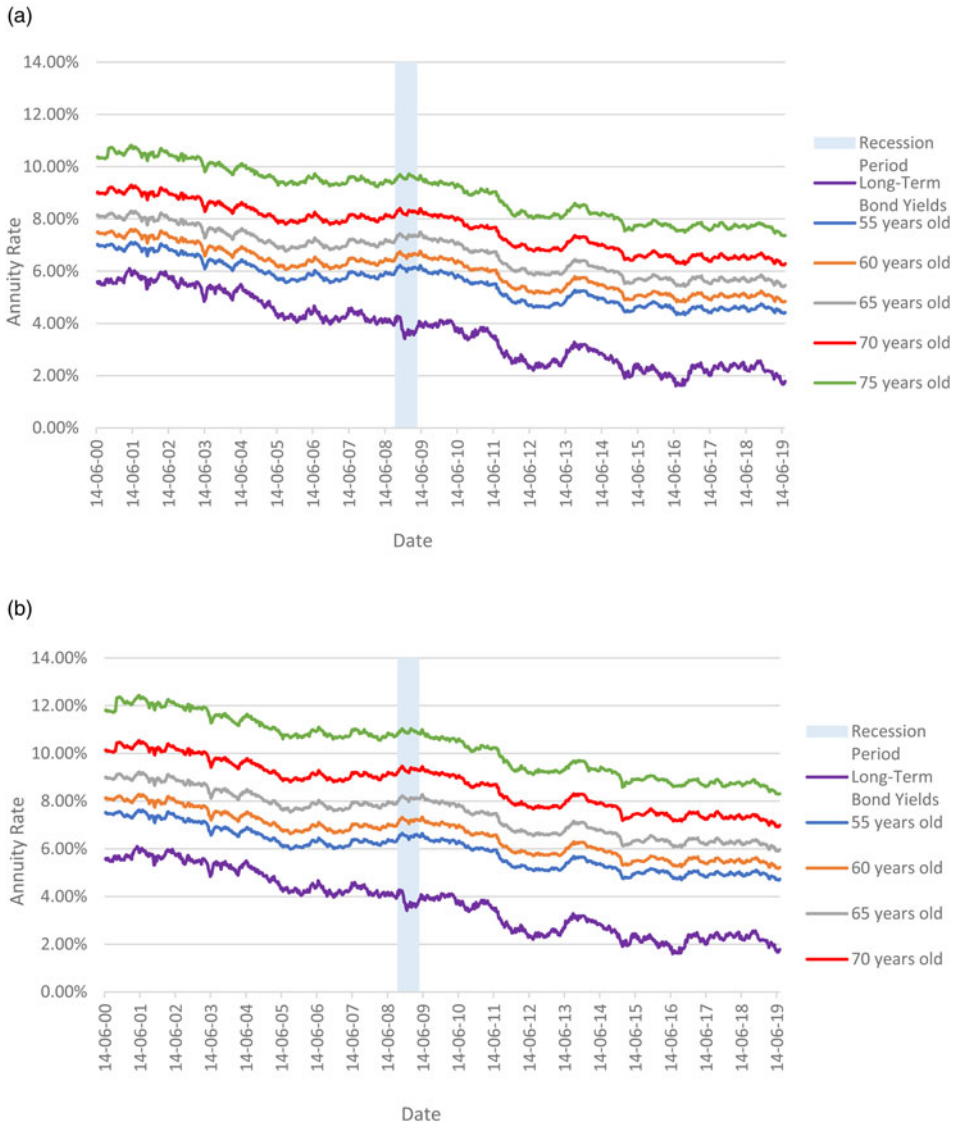 (a)
14.00%
12.00%
10.00%
8.00%
6.00%
4.00%
2.00%
0.00%
Annuity Rate
14-06-00
14-06-01
14-06-02
14-06-03
14-06-04
14-06-05
14-06-06
14-06-07
14-06-08
14-06-09
14-06-10
14-06-11
14-06-12
14-06-13
14-06-14
14-06-15
14-06-16
14-06-17
14-06-18
14-06-19
Date
Recession
Period
Long-Term
Bond Yields
55 years old
60 years old
65 years old
70 years old
75 years old
(b)
14.00%
12.00%
10.00%
8.00%
6.00%
4.00%
2.00%
0.00%
Annuity Rate
14-06-00
14-06-01
14-06-02
14-06-03
14-06-04
14-06-05
14-06-06
14-06-07
14-06-08
14-06-09
14-06-10
14-06-11
14-06-12
14-06-13
14-06-14
14-06-15
14-06-16
14-06-17
14-06-18
14-06-19
Date
Recession
Period
Long-Term
Bond Yields
55 years old
60 years old
65 years old
70 years old